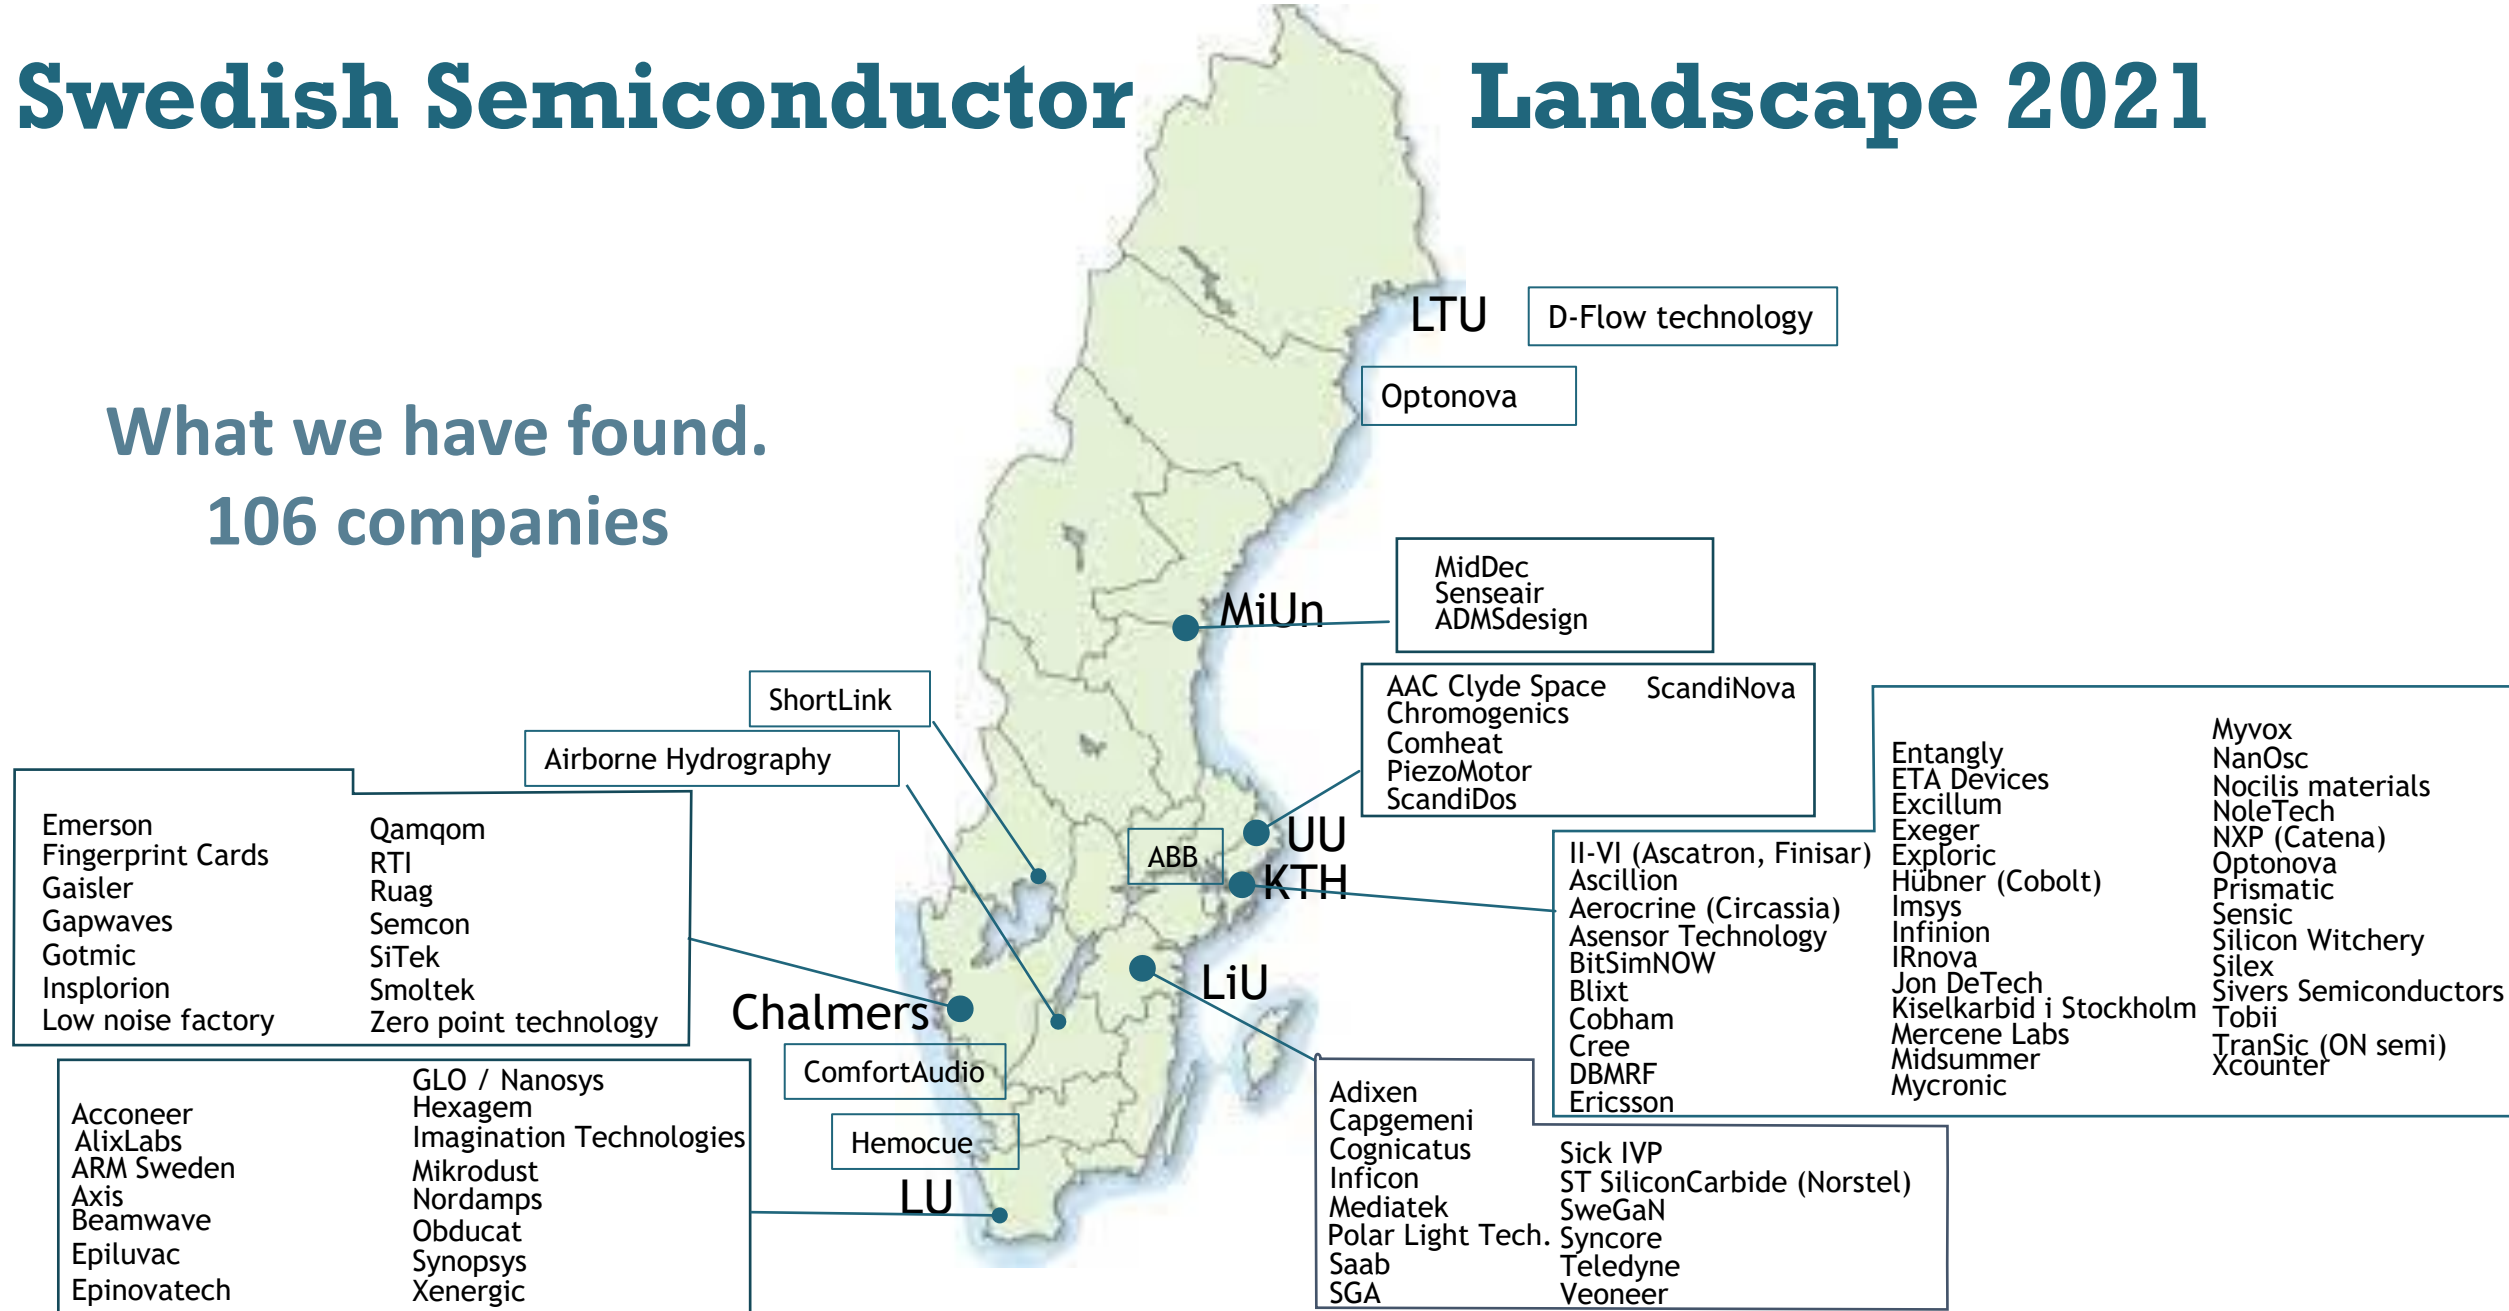 Swedish Semiconductor Landscape 2021
What we have found.
106 companies
LTU
D-Flow technology
Optonova
MiUn
MidDec
Senseair
ADMSdesign
ShortLink
Airborne Hydrography
AAC Clyde Space
Chromogenics
Comheat
PiezoMotor
ScandiDos
ScandiNova
UU
ABB
KTH
II-VI (Ascatron, Finisar)
Ascillion
Aerocrine (Circassia)
Asensor Technology
BitSimNOW
Blixt
Cobham
Cree
DBMRF
Ericsson
Entangly
ETA Devices
Excillum
Exeger
Exploric
Hübner (Cobolt)
Imsys
Infinion
IRnova
Jon DeTech
Kiselkarbid i Stockholm
Mercene Labs
Midsummer
Mycronic
Myvox
NanOsc
Nocilis materials
NoleTech
NXP (Catena)
Optonova
Prismatic
Sensic
Silicon Witchery
Silex
Sivers Semiconductors
Tobii
TranSic (ON semi)
Xcounter
Emerson
Fingerprint Cards
Gaisler
Gapwaves
Gotmic
Insplorion
Low noise factory
Qamqom
RTI
Ruag
Semcon
SiTek
Smoltek
Zero point technology
Chalmers
LiU
ComfortAudio
Hemocue
LU
Acconeer
AlixLabs
ARM Sweden
Axis
Beamwave
Epiluvac
Epinovatech
GLO / Nanosys
Hexagem
Imagination Technologies
Mikrodust
Nordamps
Obducat
Synopsys
Xenergic
Adixen
Capgemeni
Cognicatus
Inficon
Mediatek
Polar Light Tech.
Saab
SGA
Sick IVP
ST SiliconCarbide (Norstel)
SweGaN
Syncore
Teledyne
Veoneer